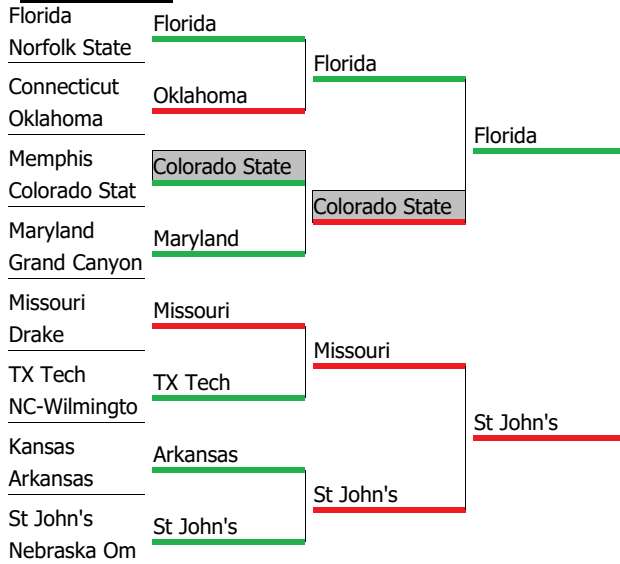 Florida
Norfolk State
Connecticut
Oklahoma
Memphis
Colorado Stat
Maryland
Grand Canyon
Missouri
Drake
TX Tech
NC-Wilmingto
Kansas
Arkansas
St John's
Nebraska Om
Florida
Oklahoma
Colorado State
Maryland
Missouri
TX Tech
Arkansas
St John's
Florida
Colorado State
Missouri
St John's
Florida
St John's